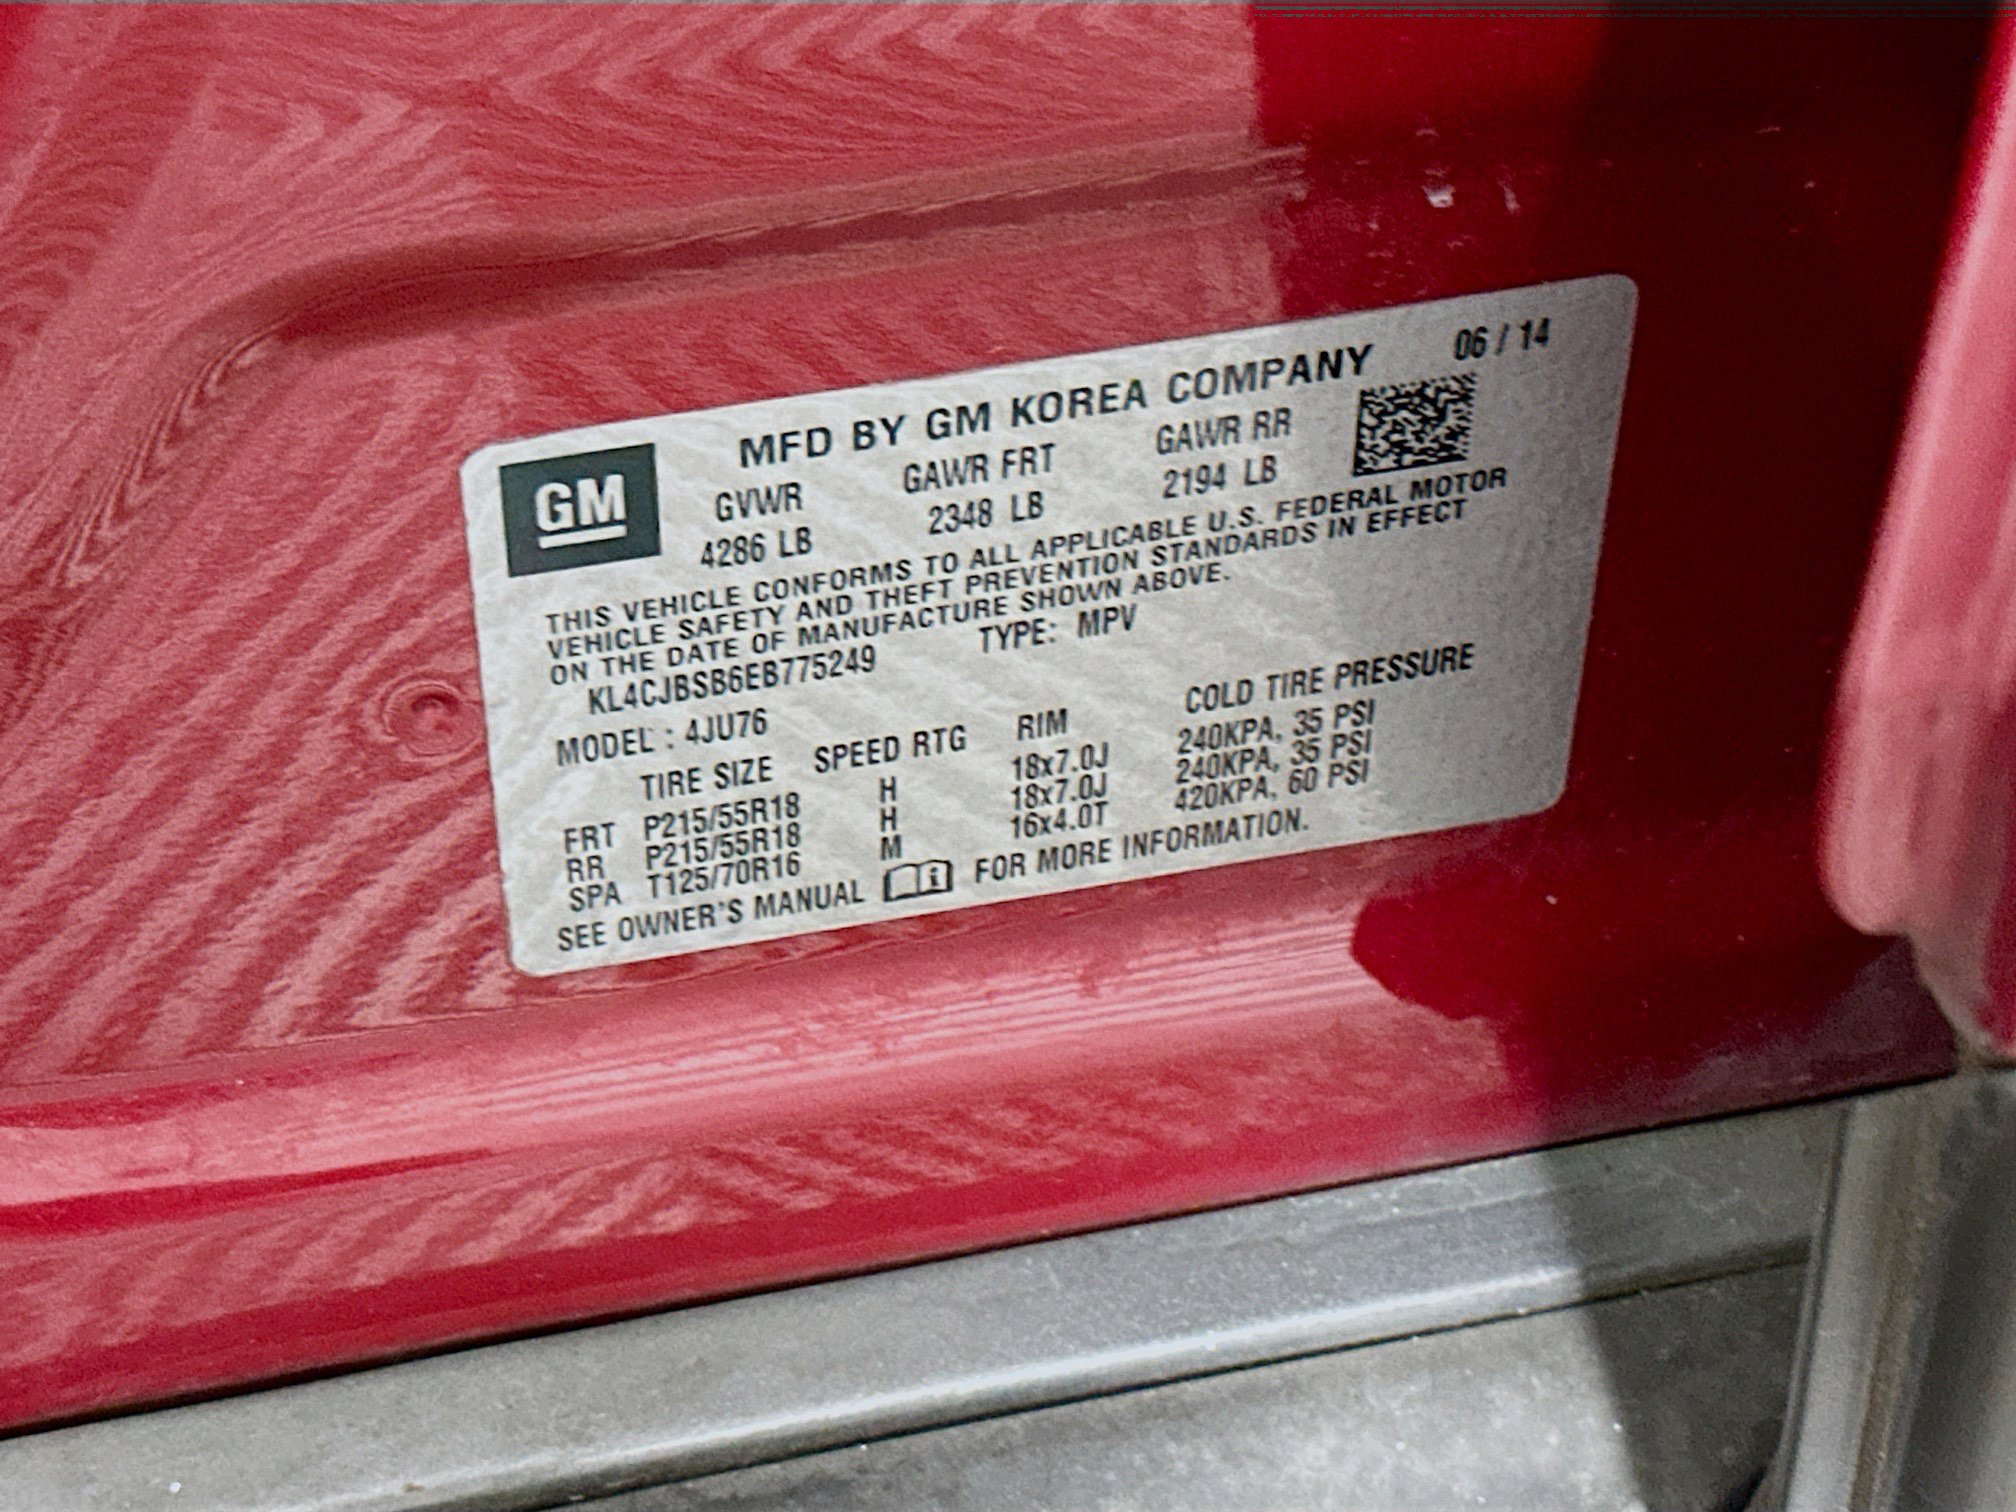 MFD BY GM KOREA COMPANY 06 / 14
GM
GVWR GAWR FRT GAWR RR
4286 LB 2348 LB 2194 LB
THIS VEHICLE CONFORMS TO ALL APPLICABLE U.S. FEDERAL MOTOR
VEHICLE SAFETY AND THEFT PREVENTION STANDARDS IN EFFECT
ON THE DATE OF MANUFACTURE SHOWN ABOVE.
KL4CJBSB6EB775249 TYPE: MPV
MODEL : 4JU76
TIRE SIZE SPEED RTG RIM COLD TIRE PRESSURE
FRT P215/55R18 H 18x7.0J 240KPA, 35 PSI
RR P215/55R18 H 18x7.0J 240KPA, 35 PSI
SPA T125/70R16 M 16x4.0T 420KPA, 60 PSI
SEE OWNER'S MANUAL FOR MORE INFORMATION.